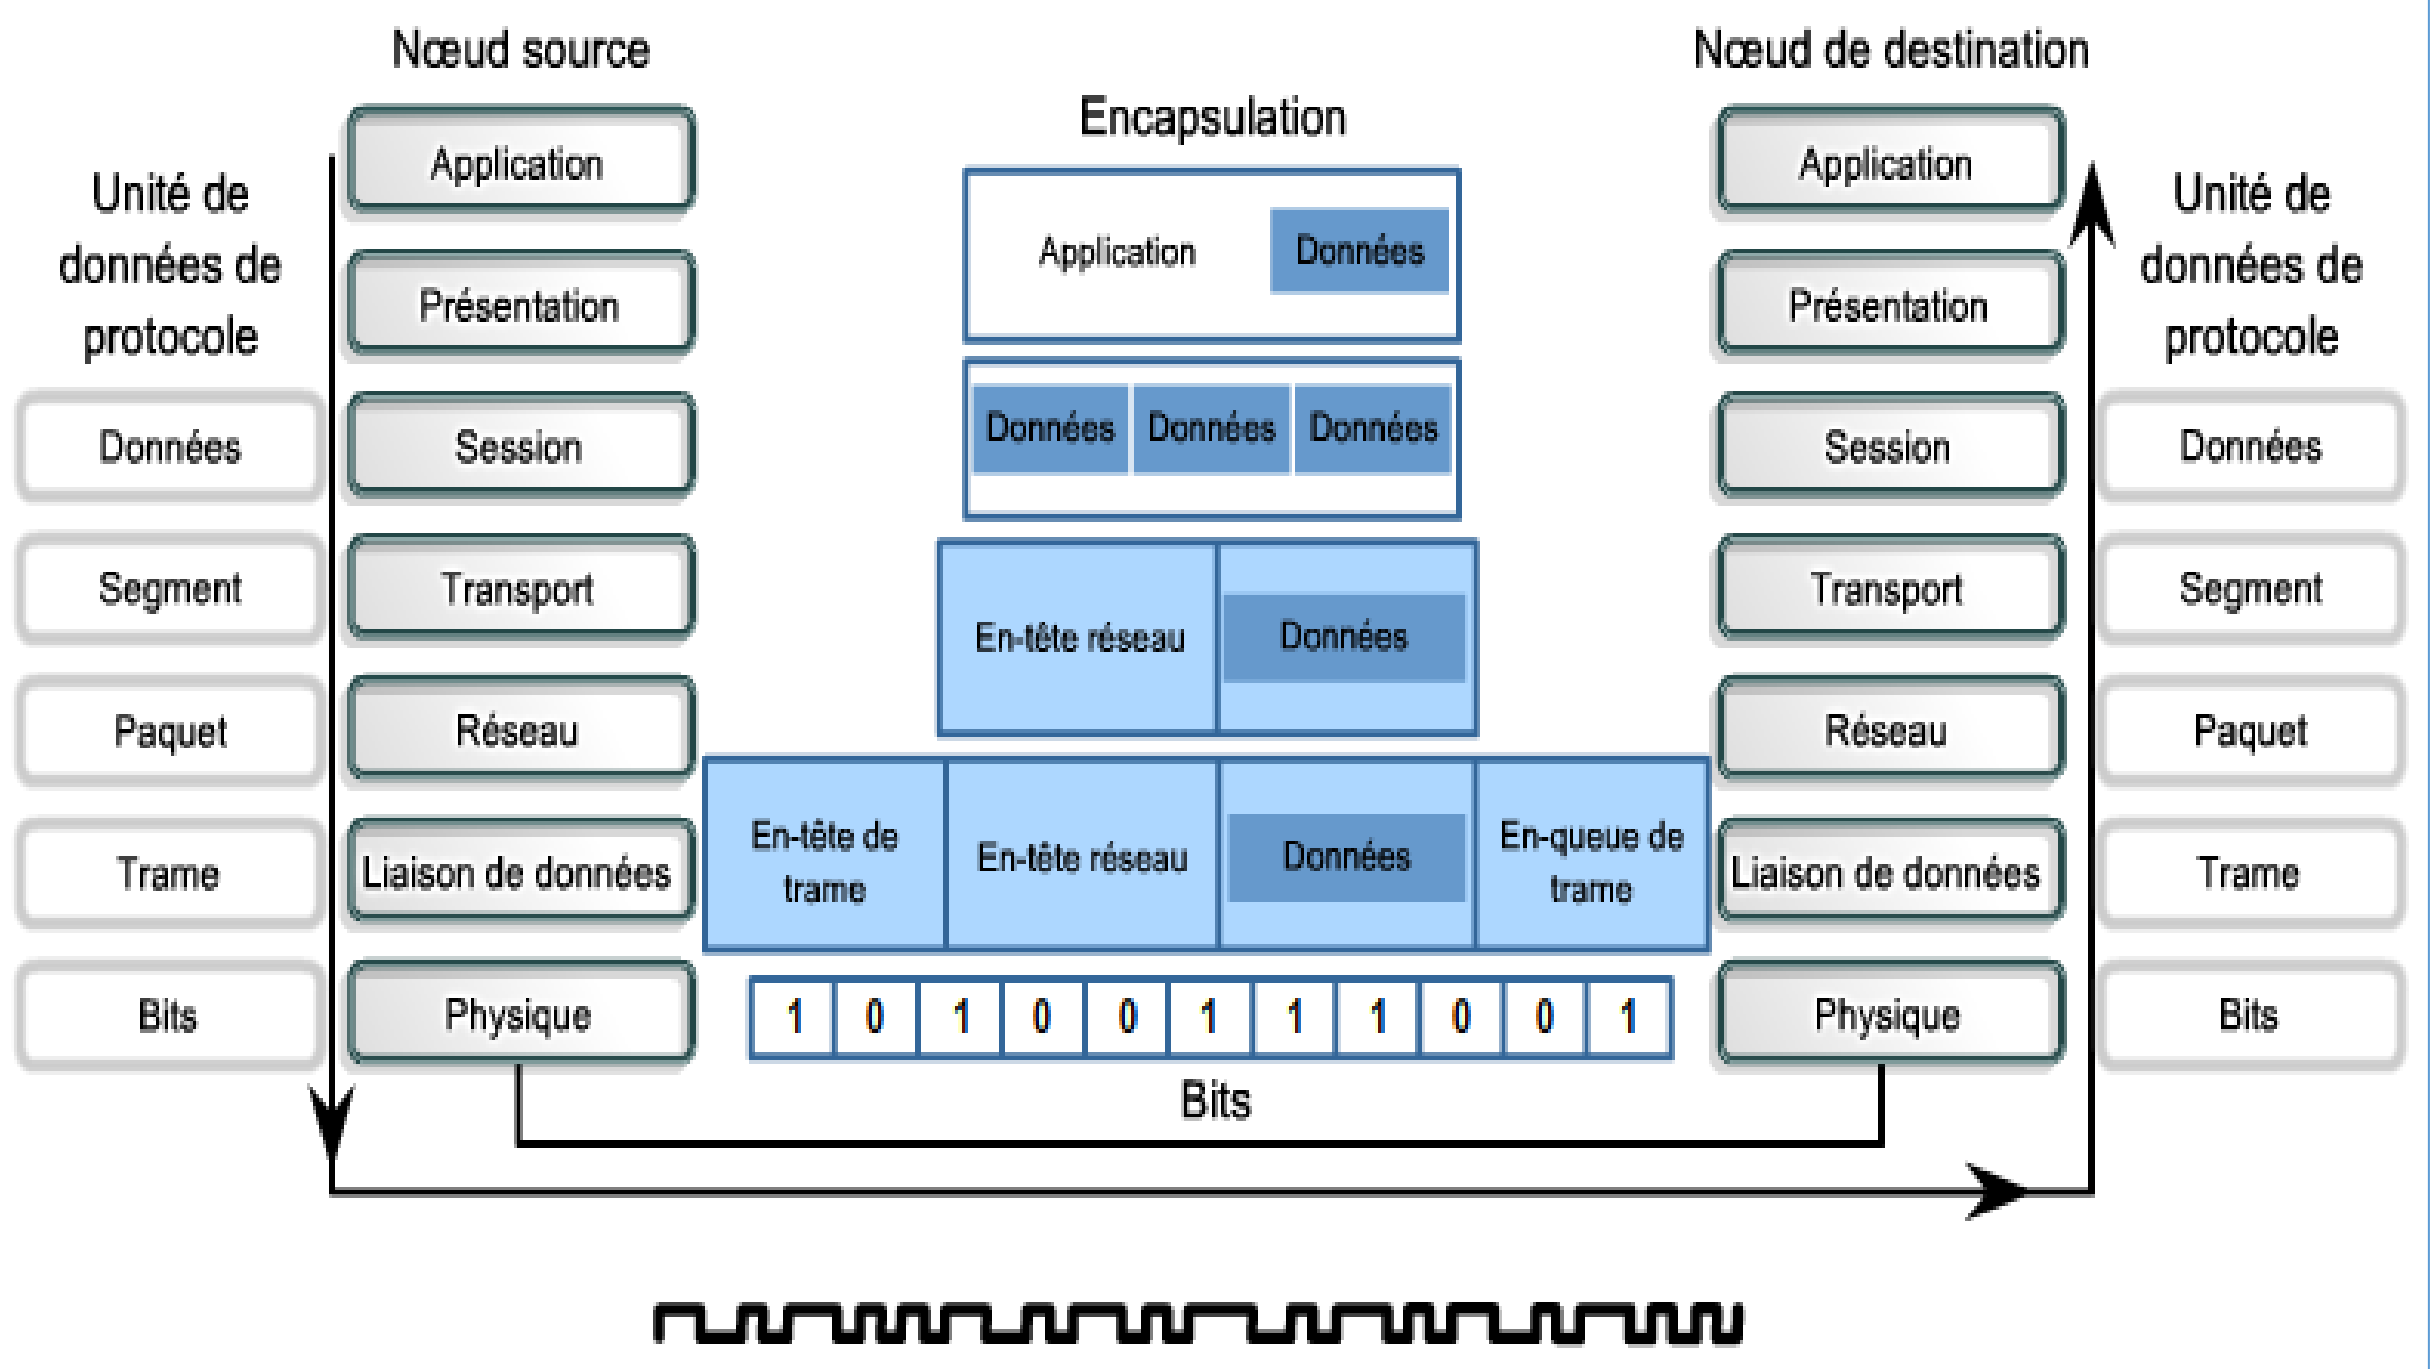 Nœud source
Nœud de destination
Encapsulation
Unité de
données de
protocole
Application
Présentation
Session
Transport
Réseau
Liaison de données
Physique
Données
Segment
Paquet
Trame
Bits
Application Données
Données Données Données
En-tête réseau Données
En-tête de
trame
En-tête réseau
Données
En-queue de
trame
1 0 1 0 0 1 1 1 0 0 1
Bits
Application
Présentation
Session
Transport
Réseau
Liaison de données
Physique
Unité de
données de
protocole
Données
Segment
Paquet
Trame
Bits